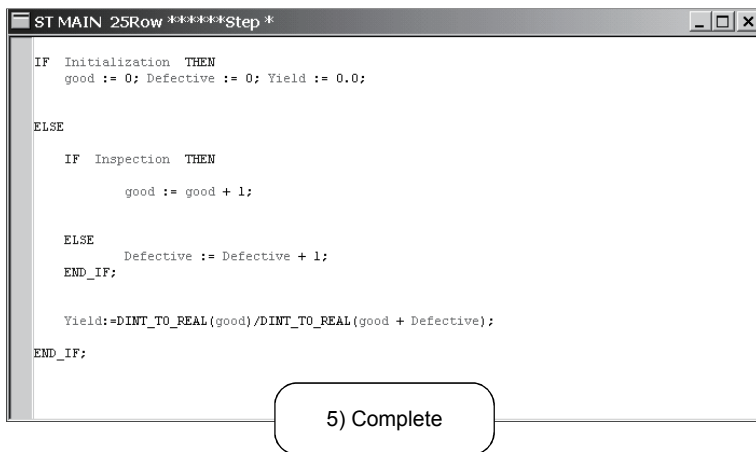 ST MAIN 25Row ******Step *
IF Initialization THEN
good := 0; Defective := 0; Yield := 0.0;
ELSE
IF Inspection THEN
good := good + 1;
ELSE
Defective := Defective + 1;
END_IF;
Yield:=DINT_TO_REAL(good)/DINT_TO_REAL(good + Defective);
END_IF;
5) Complete